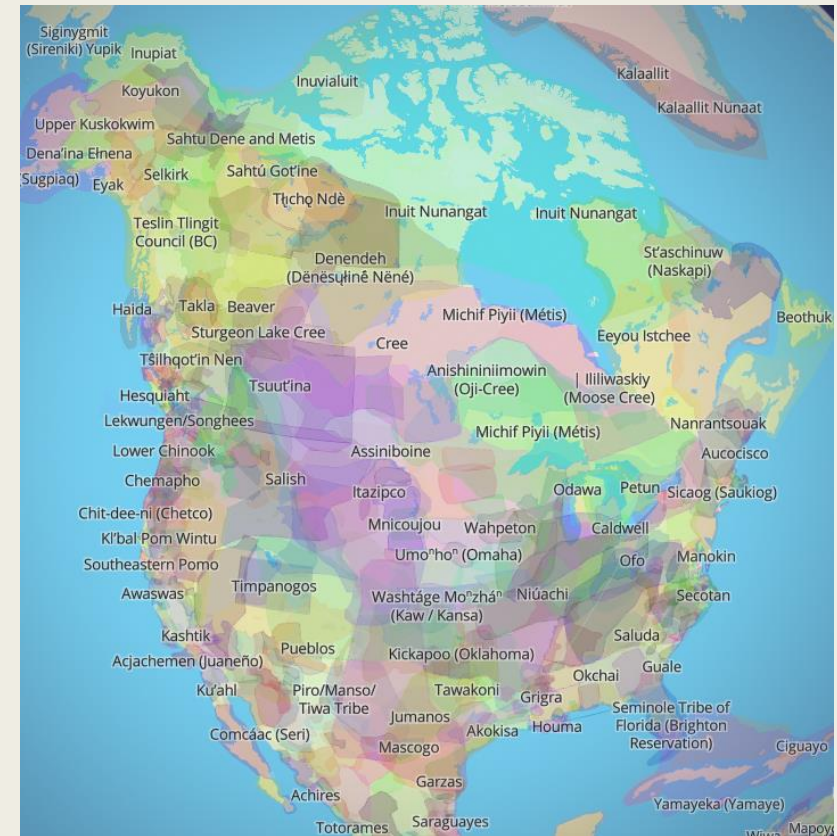 Siginygmit
(Sireniki) Yupik
Inupiat
Koyukon
Inuvialuit
Kalaallit
Kalaallit Nunaat
Upper Kuskokwim
Sahtu Dene and Metis
Dena'ina Ełnena
Selkirk
Sahtú Got'ine
(Sugpiaq)
Eyak
Tłı̨chǫ Ndè
Inuit Nunangat
Inuit Nunangat
Teslin Tlingit
Council (BC)
Denendeh
(Dënësųłinë́ Nëné)
St'aschinuw
(Naskapi)
Haida
Takla
Beaver
Michif Piyii (Métis)
Beothuk
Sturgeon Lake Cree
Cree
Eeyou Istchee
Tŝilhqot'in Nen
Tsuut'ina
Anishininiimowin
(Oji-Cree)
| Ililiwaskiy
(Moose Cree)
Hesquiaht
Lekwungen/Songhees
Michif Piyii (Métis)
Nanrantsouak
Lower Chinook
Assiniboine
Aucocisco
Chemapho
Salish
Itazipco
Odawa
Petun
Sicaog (Saukiog)
Chit-dee-ni (Chetco)
Mnicoujou
Wahpeton
Caldwell
Kl'bal Pom Wintu
Umoⁿhoⁿ (Omaha)
Ofo
Manokin
Southeastern Pomo
Timpanogos
Awaswas
Washtáge Moⁿzháⁿ
(Kaw / Kansa)
Niúachi
Secotan
Kashtik
Pueblos
Kickapoo (Oklahoma)
Saluda
Acjachemen (Juaneño)
Okchai
Guale
Ku'ahl
Piro/Manso/
Tiwa Tribe
Tawakoni
Grigra
Jumanos
Akokisa
Houma
Seminole Tribe of
Florida (Brighton
Reservation)
Comcáac (Seri)
Mascogo
Ciguayo
Garzas
Achires
Yamayeka (Yamaye)
Totorames
Saraguayes